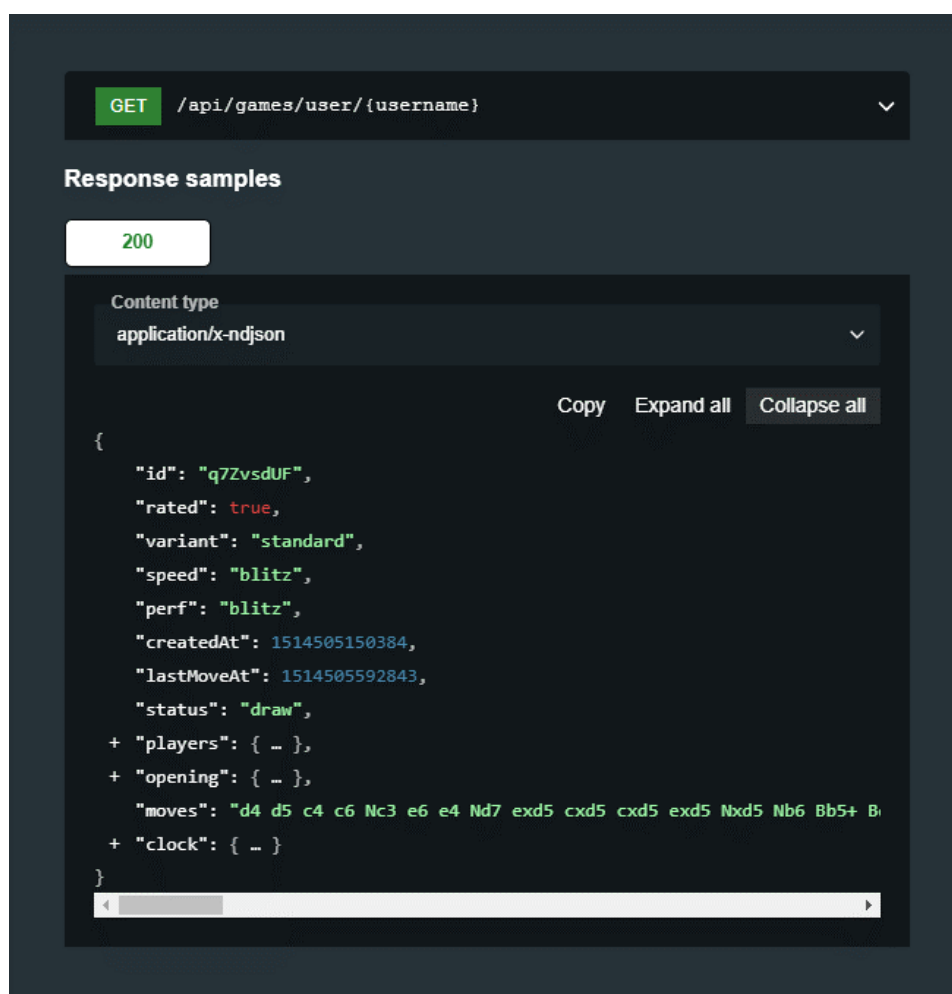 GET /api/games/user/{username}
Response samples
200
Content type
application/x-ndjson
Copy Expand all Collapse all
{
"id": "q7ZvsdUF",
"rated": true,
"variant": "standard",
"speed": "blitz",
"perf": "blitz",
"createdAt": 1514505150384,
"lastMoveAt": 1514505592843,
"status": "draw",
+ "players": { … },
+ "opening": { … },
"moves": "d4 d5 c4 c6 Nc3 e6 e4 Nd7 exd5 cxd5 cxd5 exd5 Nxd5 Nb6 Bb5+
+ "clock": { … }
}